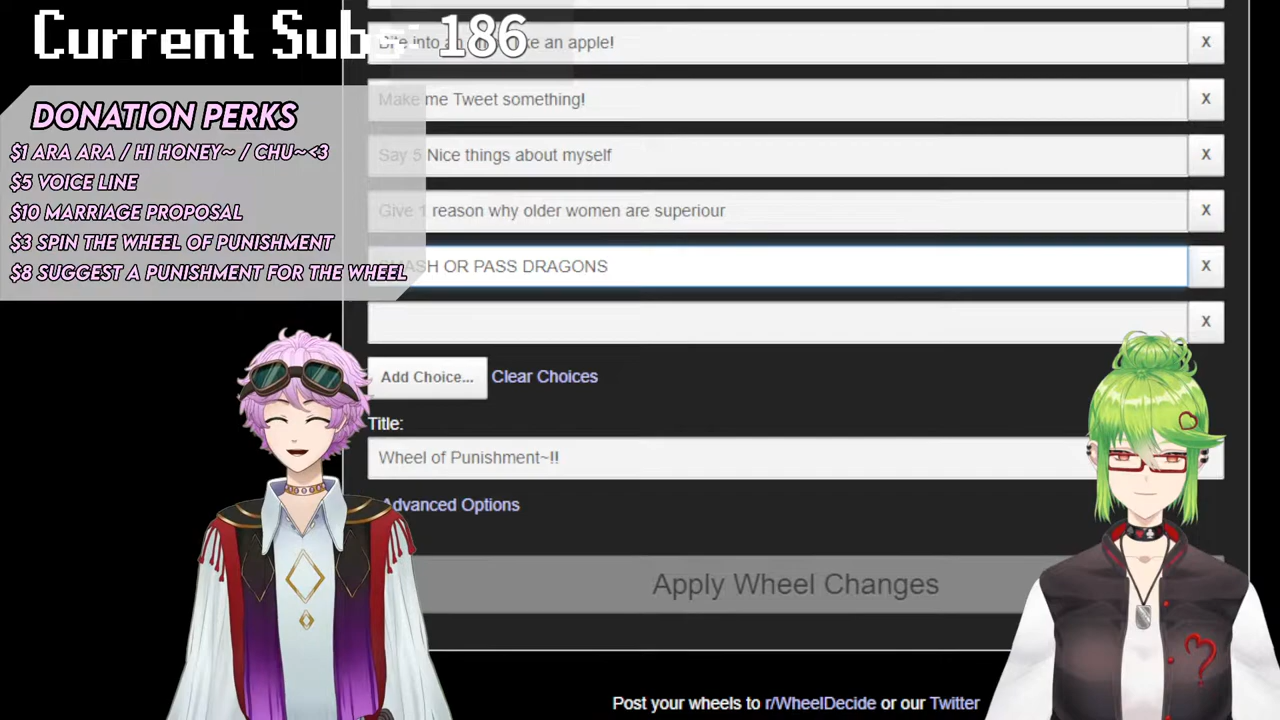 Current Subs: 186
Bite into an onion like an apple!
X
DONATION PERKS
$1 ARA ARA / HI HONEY~ / CHU~<3
$5 VOICE LINE
$10 MARRIAGE PROPOSAL
$3 SPIN THE WHEEL OF PUNISHMENT
$8 SUGGEST A PUNISHMENT FOR THE WHEEL
Make me Tweet something!
X
Say 5 Nice things about myself
X
Give 1 reason why older women are superiour
X
SMASH OR PASS DRAGONS
X
X
Add Choice... Clear Choices
Title:
Wheel of Punishment~!!
Advanced Options
Apply Wheel Changes
Post your wheels to r/WheelDecide or our Twitter